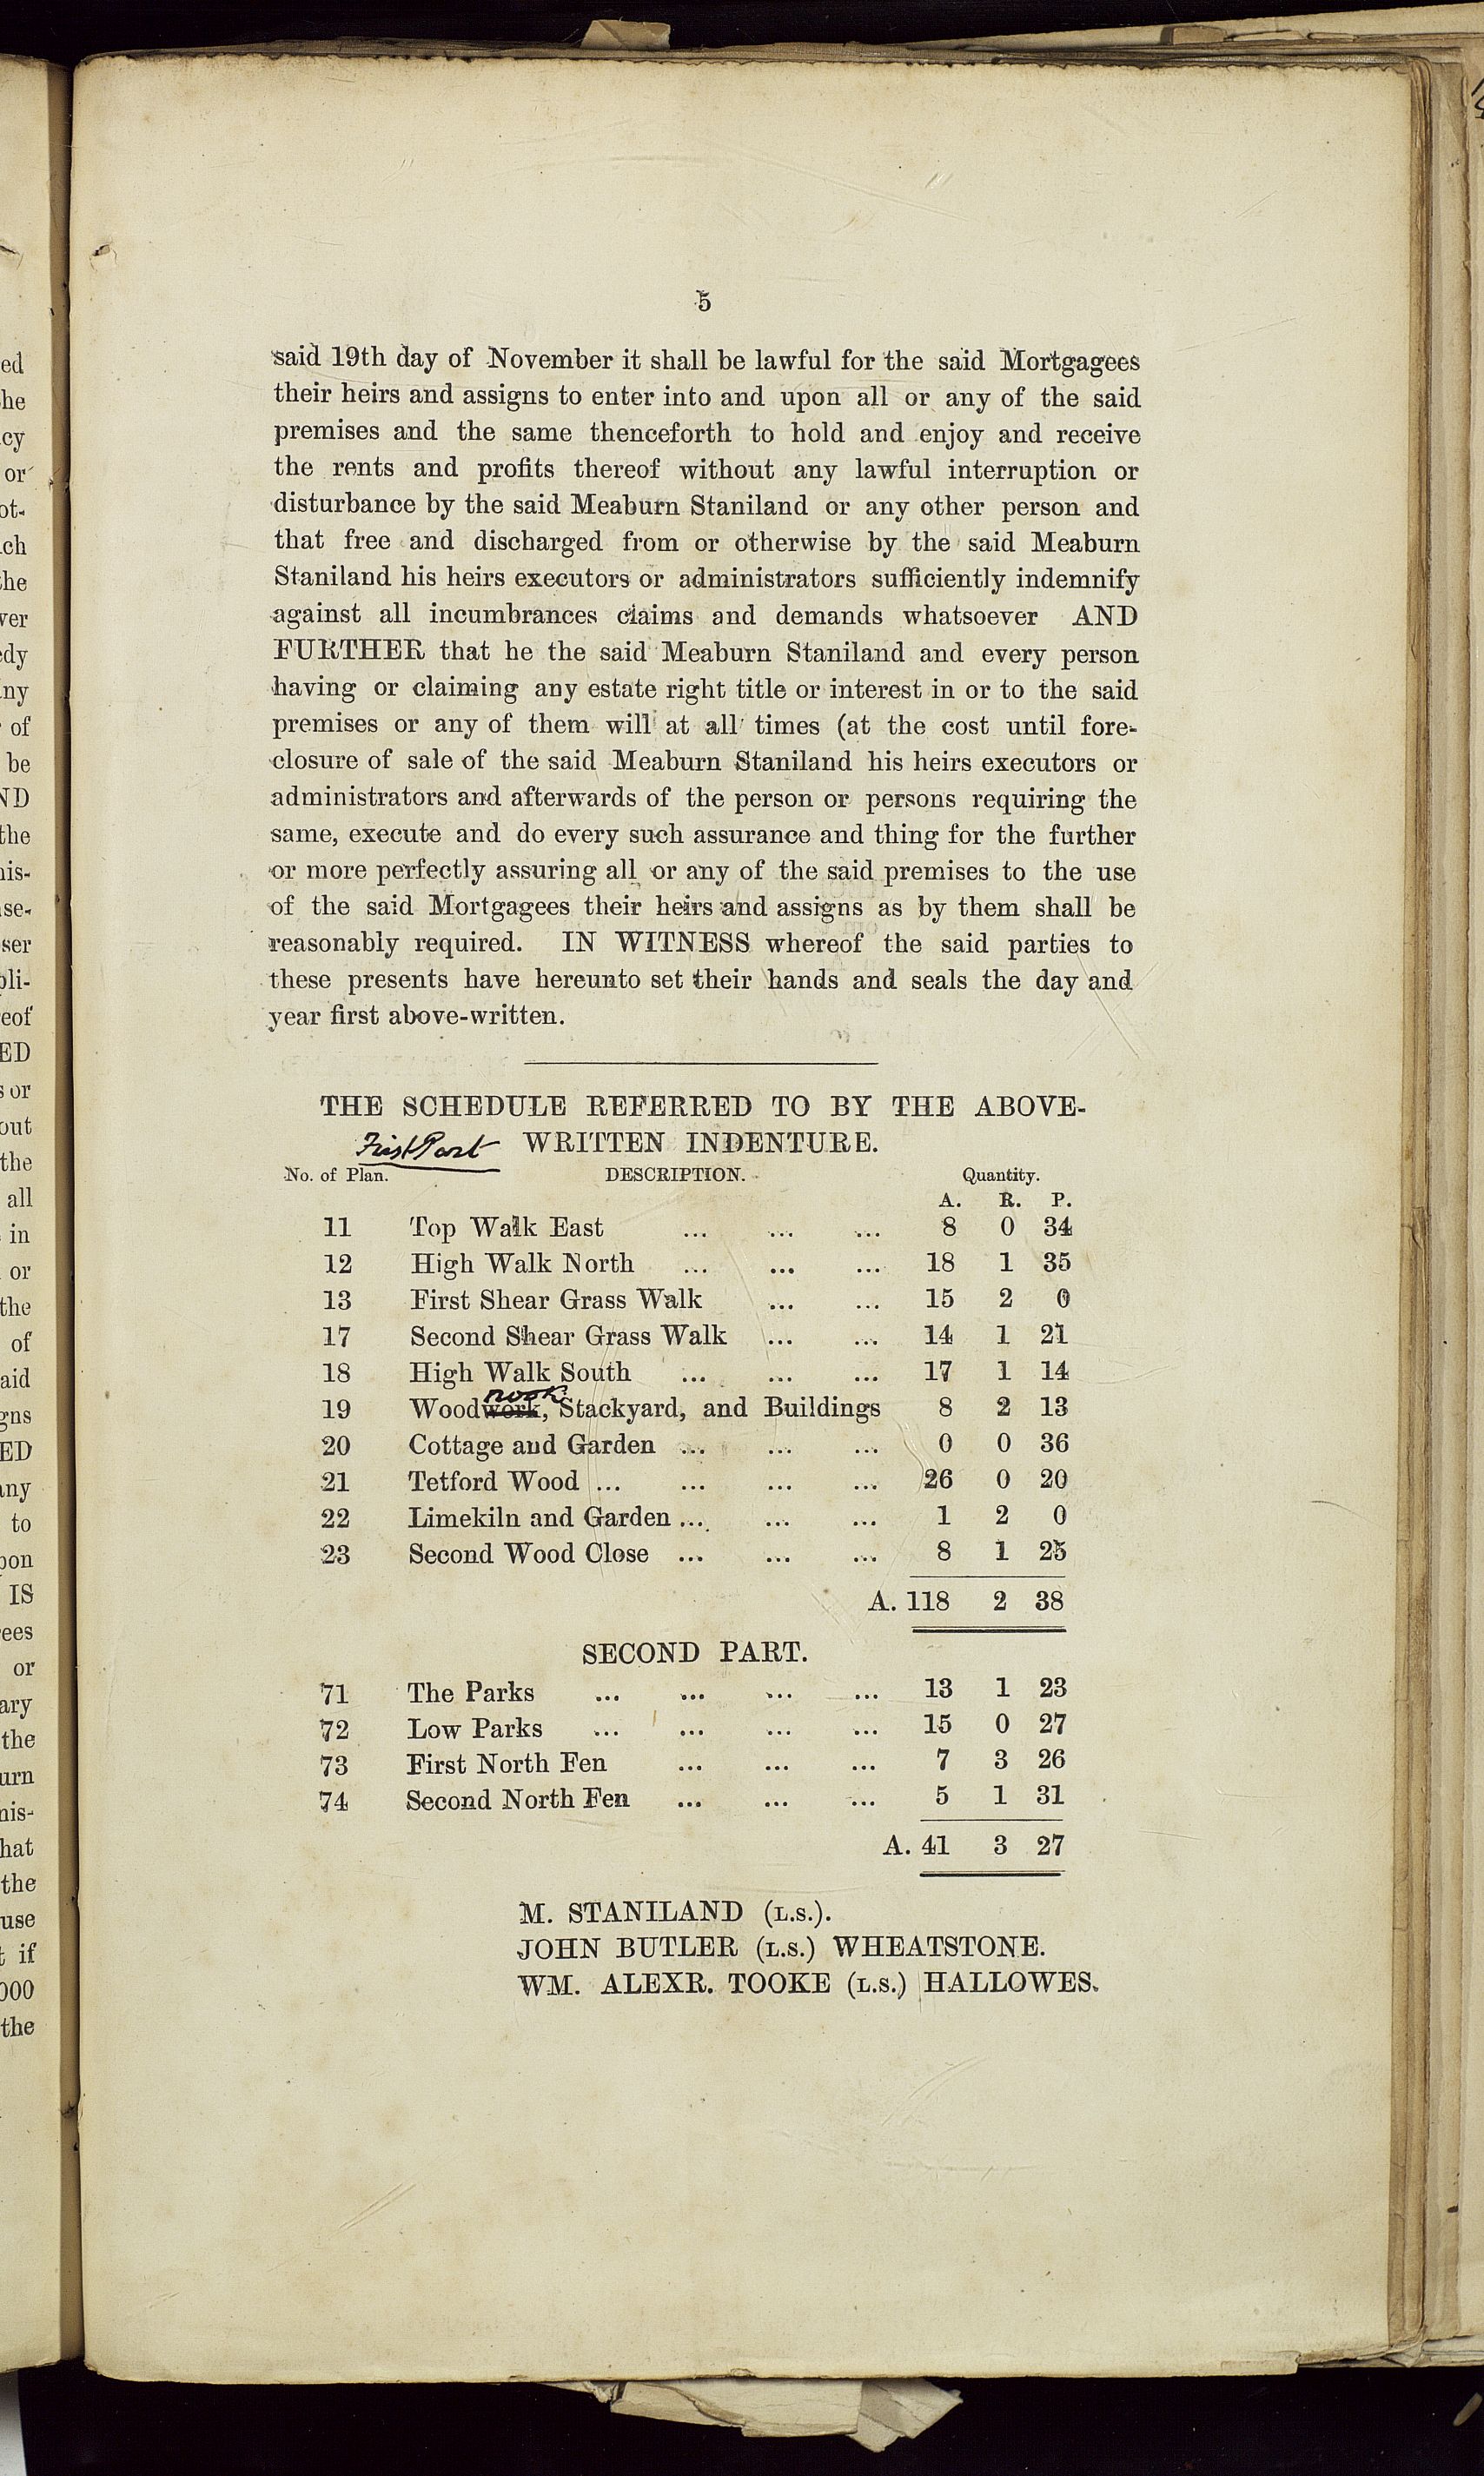 5
said 19th day of November it shall be lawful for the said Mortgagees
their heirs and assigns to enter into and upon all or any of the said
premises and the same thenceforth to hold and enjoy and receive
the rents and profits thereof without any lawful interruption or
disturbance by the said Meaburn Staniland or any other person and
that free and discharged from or otherwise by the said Meaburn
Staniland his heirs executors or administrators sufficiently indemnify
against all incumbrances claims and demands whatsoever AND
FURTHER that he the said Meaburn Staniland and every person
having or claiming any estate right title or interest in or to the said
premises or any of them will at all times (at the cost until fore-
closure of sale of the said Meaburn Staniland his heirs executors or
administrators and afterwards of the person or persons requiring the
same, execute and do every such assurance and thing for the further
or more perfectly assuring all or any of the said premises to the use
of the said Mortgagees their heirs and assigns as by them shall be
reasonably required. IN WITNESS whereof the said parties to
these presents have hereunto set their hands and seals the day and
year first above-written.
THE SCHEDULE REFERRED TO BY THE ABOVE-
First Part WRITTEN INDENTURE.
No. of Plan. DESCRIPTION. Quantity.
A. R. P.
11 Top Walk East ... ... ... 8 0 34
12 High Walk North ... ... ... 18 1 35
13 First Shear Grass Walk ... ... 15 2 0
17 Second Shear Grass Walk ... ... 14 1 21
18 High Walk South ... ... ... 17 1 14
nook
19 Woodwork, Stackyard, and Buildings 8 2 13
20 Cottage and Garden ... ... ... 0 0 36
21 Tetford Wood ... ... ... ... 26 0 20
22 Limekiln and Garden ... ... ... 1 2 0
23 Second Wood Close ... ... ... 8 1 25
A. 118 2 38
SECOND PART.
71 The Parks ... ... ... ... 13 1 23
72 Low Parks ... ... ... ... 15 0 27
73 First North Fen ... ... ... 7 3 26
74 Second North Fen ... ... ... 5 1 31
A. 41 3 27
M. STANILAND (L.S.).
JOHN BUTLER (L.S.) WHEATSTONE.
WM. ALEXR. TOOKE (L.S.) HALLOWES.